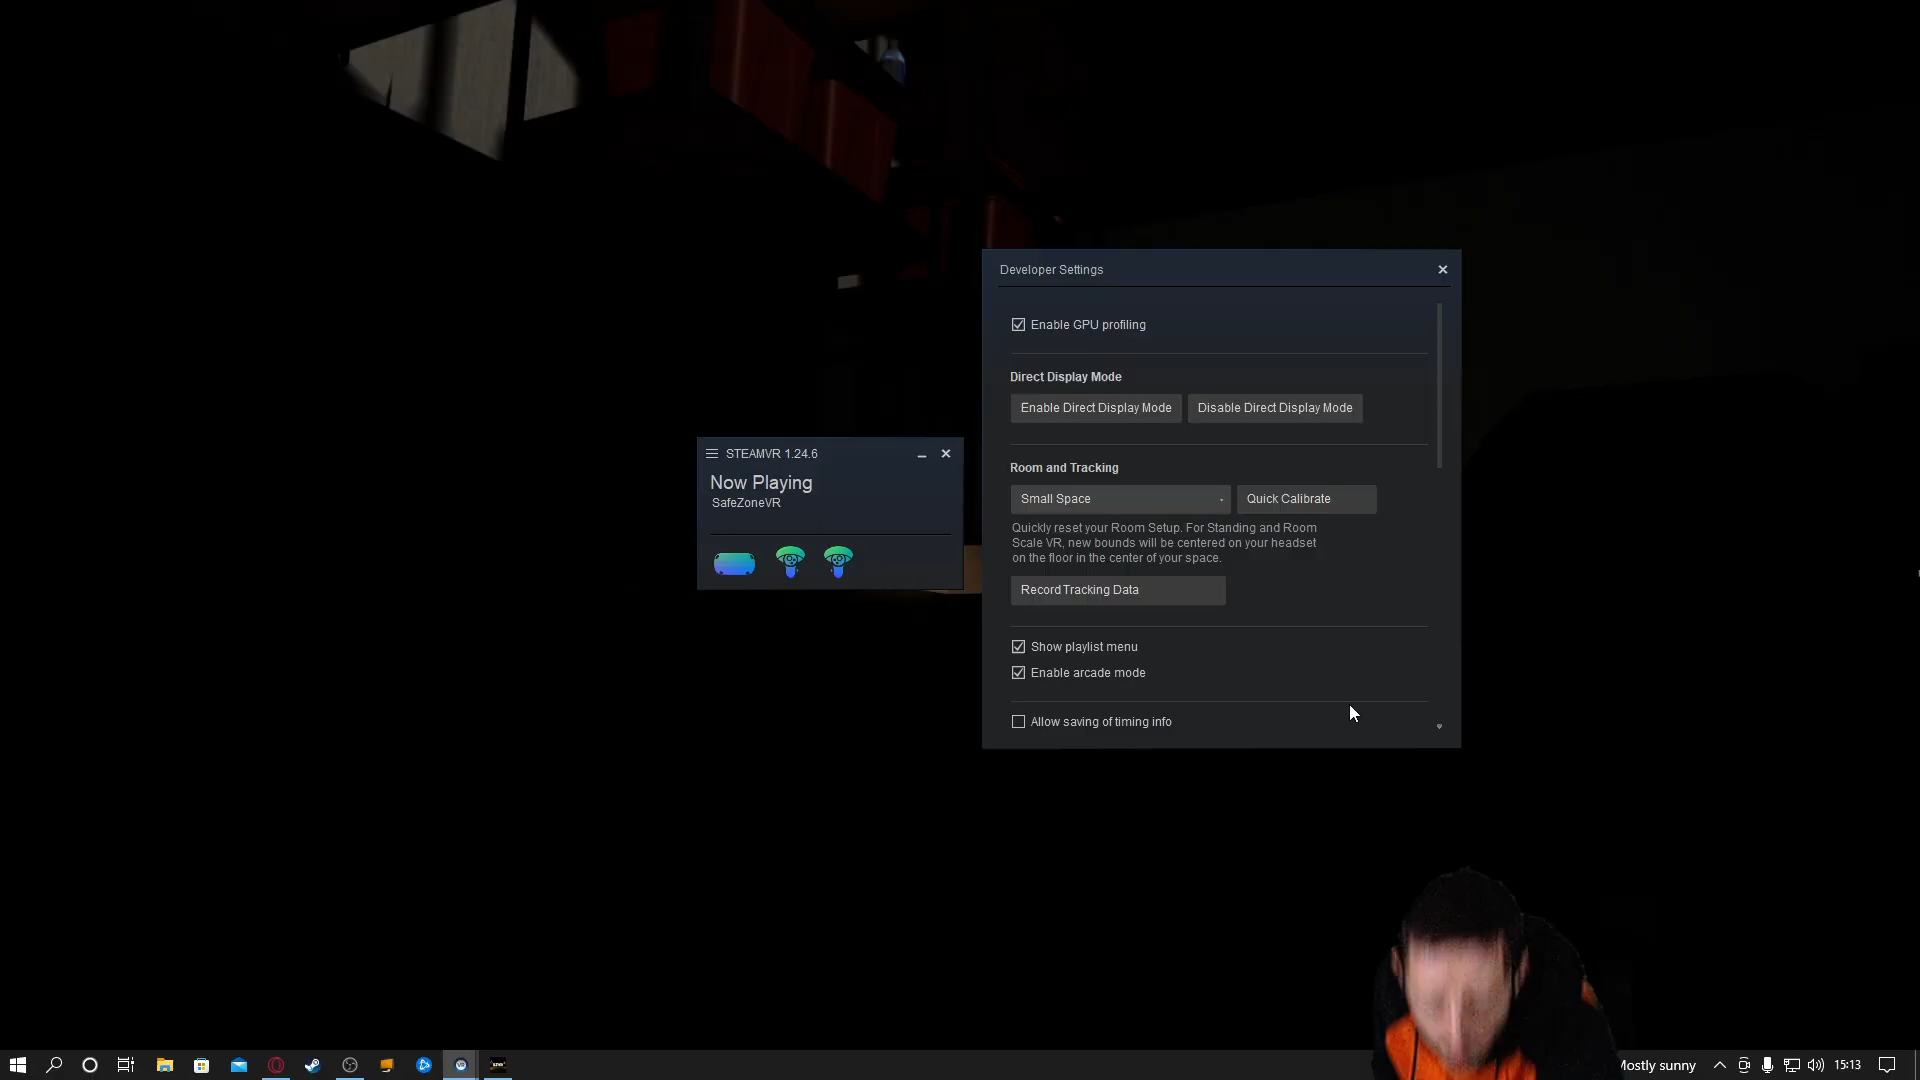 Developer Settings
Enable GPU profiling
Direct Display Mode
Enable Direct Display Mode
Disable Direct Display Mode
STEAMVR 1.24.6
Now Playing
SafeZoneVR
Room and Tracking
Small Space
Quick Calibrate
Quickly reset your Room Setup. For Standing and Room
Scale VR, new bounds will be centered on your headset
on the floor in the center of your space.
Record Tracking Data
Show playlist menu
Enable arcade mode
Allow saving of timing info
Mostly sunny
15:13